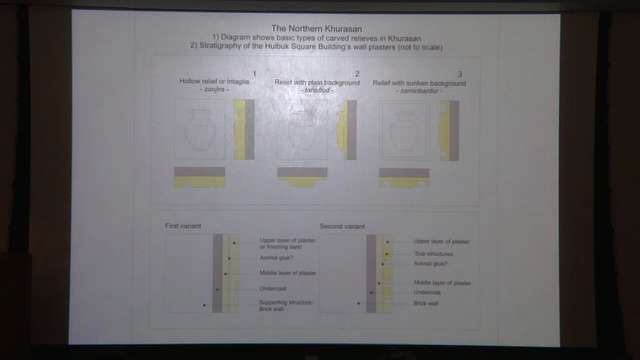 The Northern Khurasan
1) Diagram shows basic types of carved relieves in Khurasan
2) Stratigraphy of the Hulbuk Square Building's wall plasters (not to scale)
1
Hollow relief or intaglia
- zanjira -
2
Relief with plain background
3
Relief with sunken background
- zaminbardor -
First variant
Upper layer of plaster
or finishing layer
Animal glue?
Middle layer of plaster
Undercoat
Supporting structure:
Brick wall
Second variant
Upper layer of plaster
'Sub-structures'
Animal glue?
Middle layer of plaster
Undercoat
Brick wall